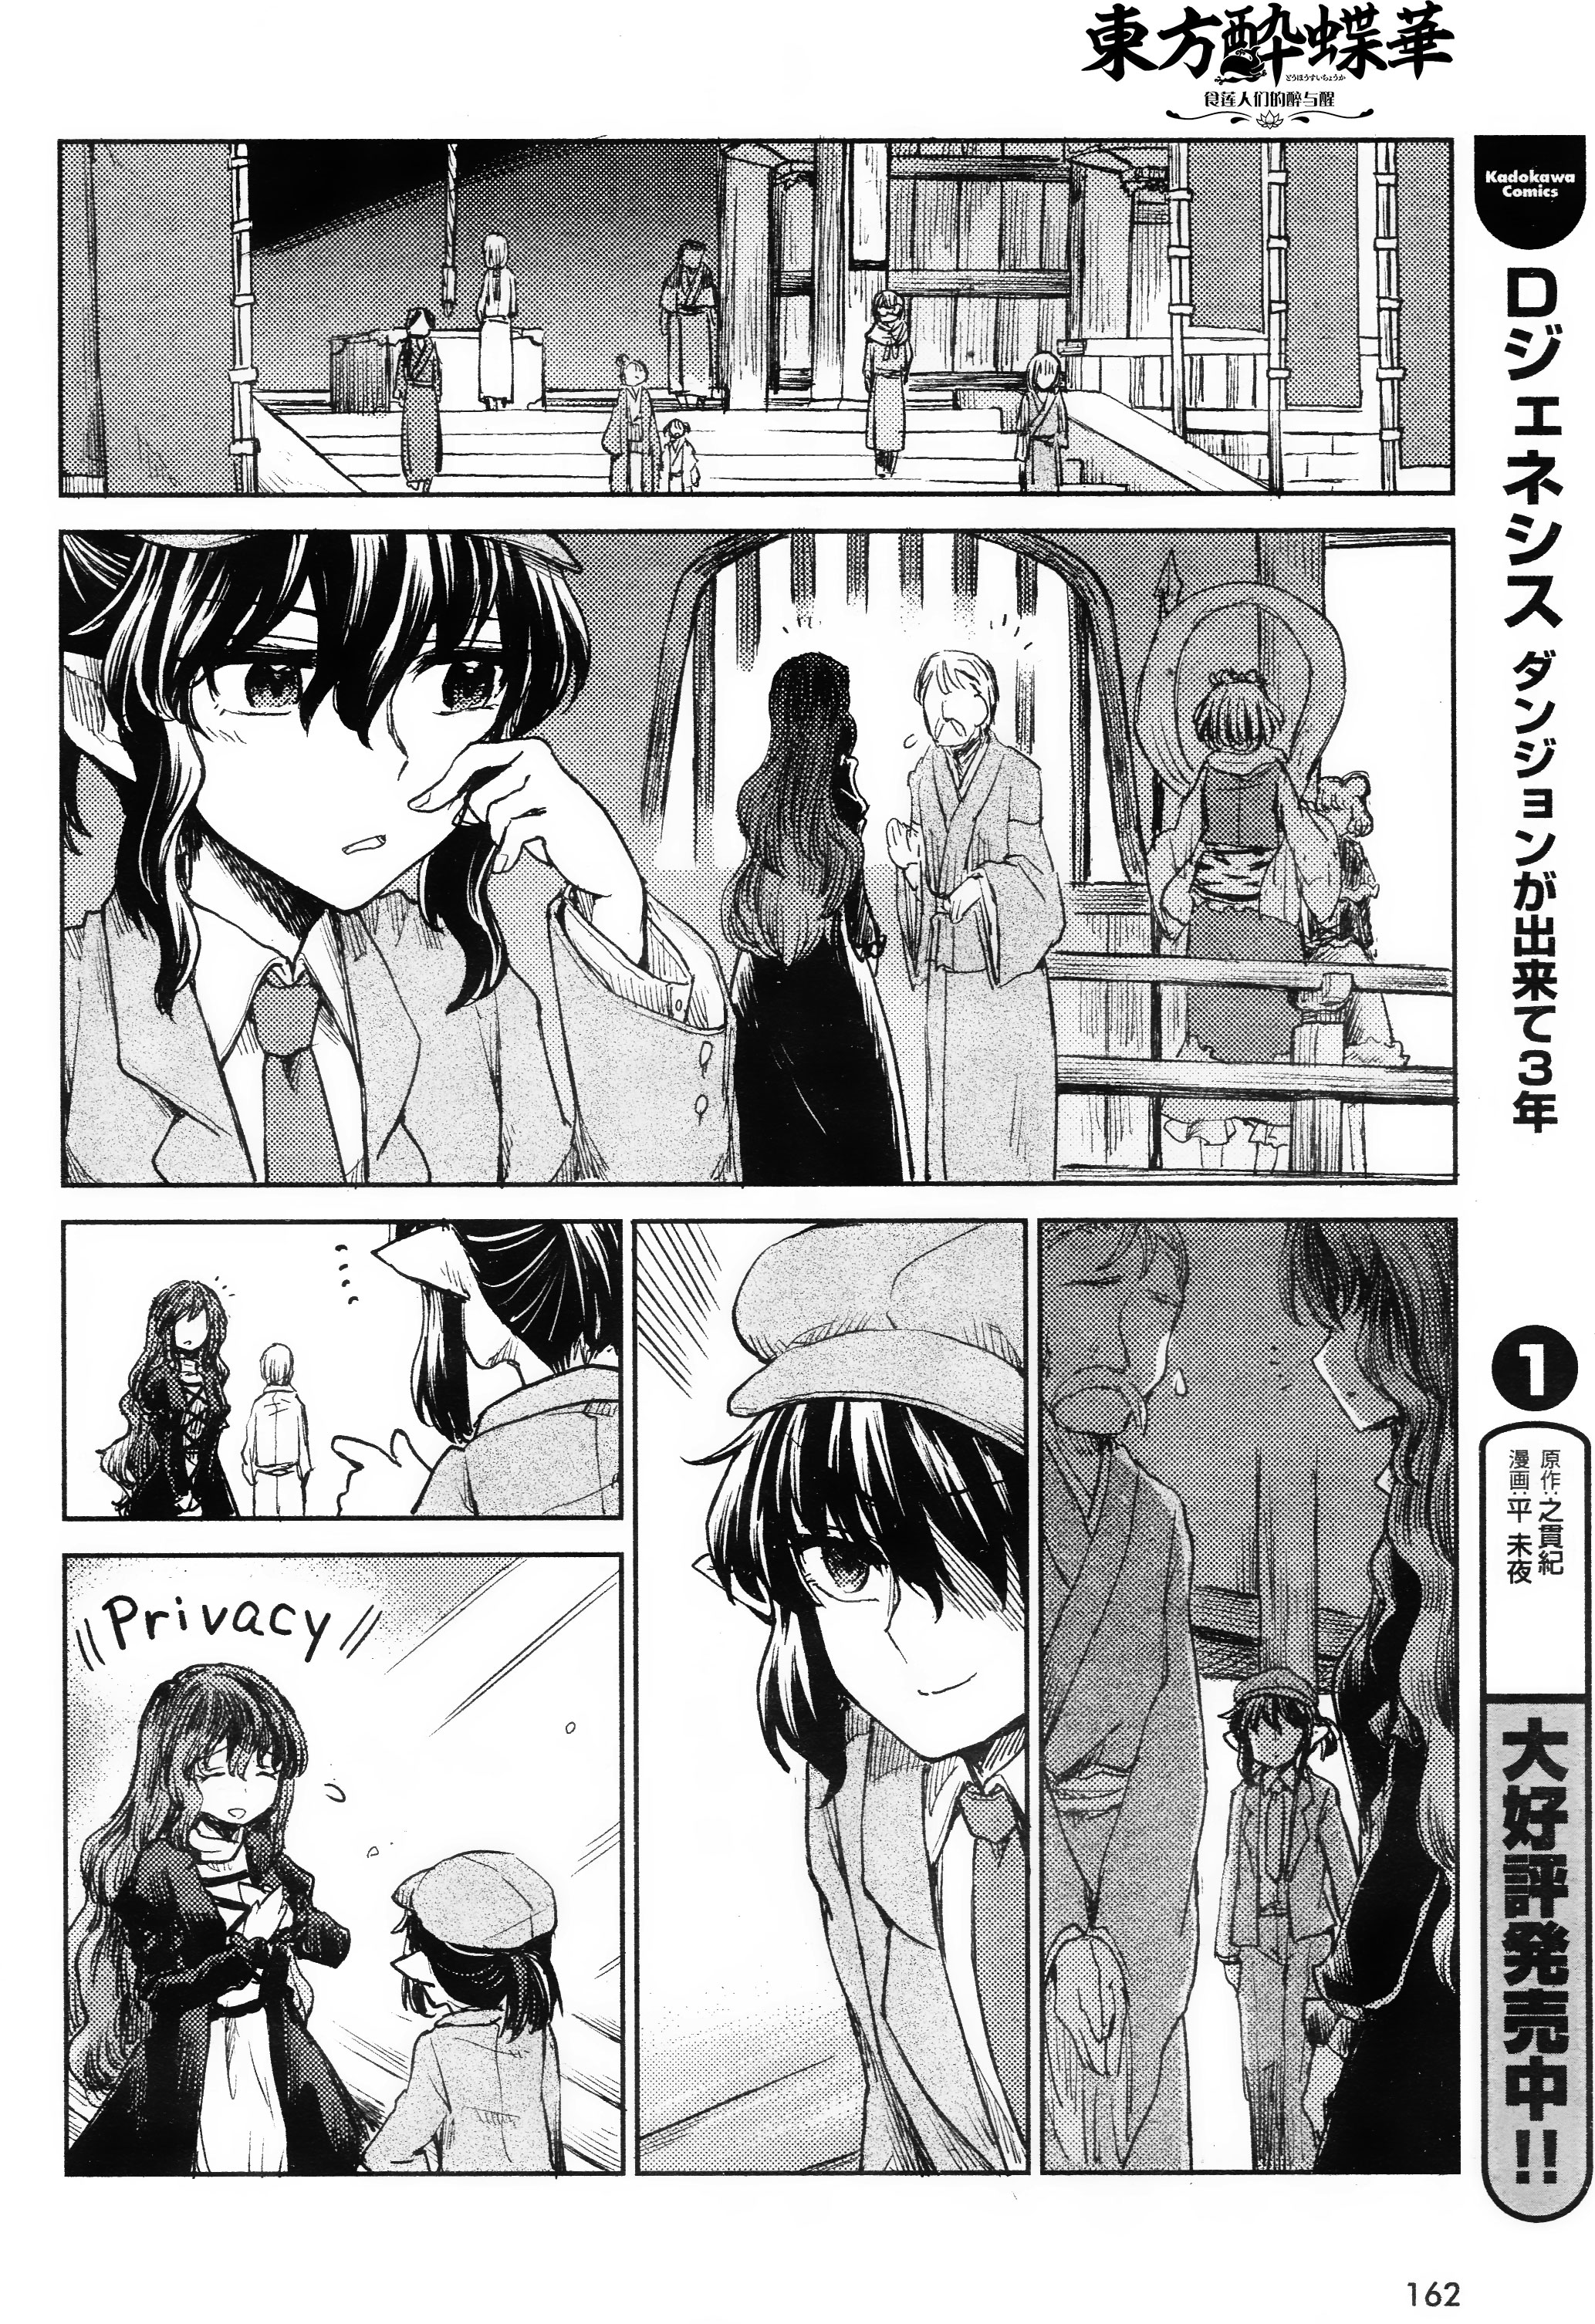 東方酔蝶華
とうほうすいちょうか
食莲人们的醉与醒
Kadokawa
Comics
Dジェネシス ダンジョンが出来て3年
1
原作:之貫紀
漫画:平 未夜
大好評発売中!!
Privacy
162